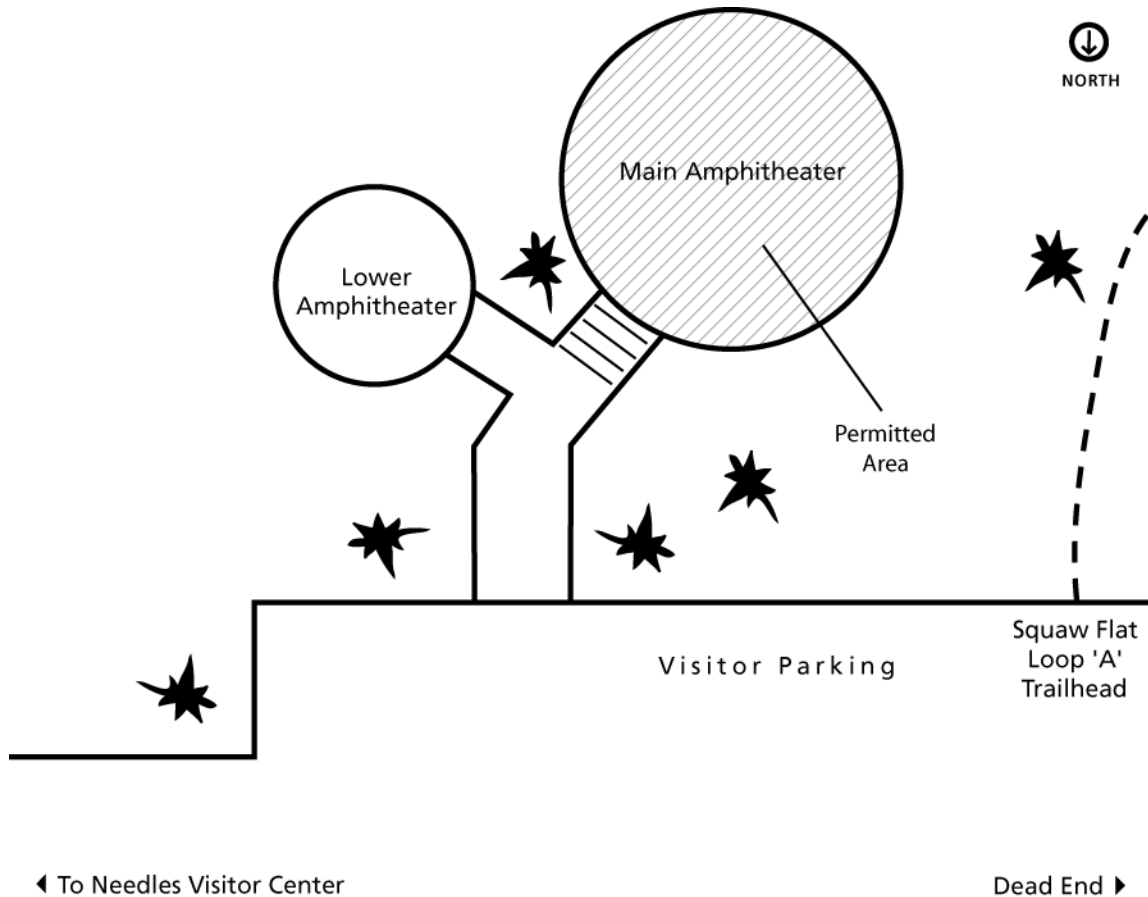 NORTH
Main Amphitheater
Lower
Amphitheater
Permitted
Area
Squaw Flat
Loop 'A'
Trailhead
Visitor Parking
To Needles Visitor Center
Dead End